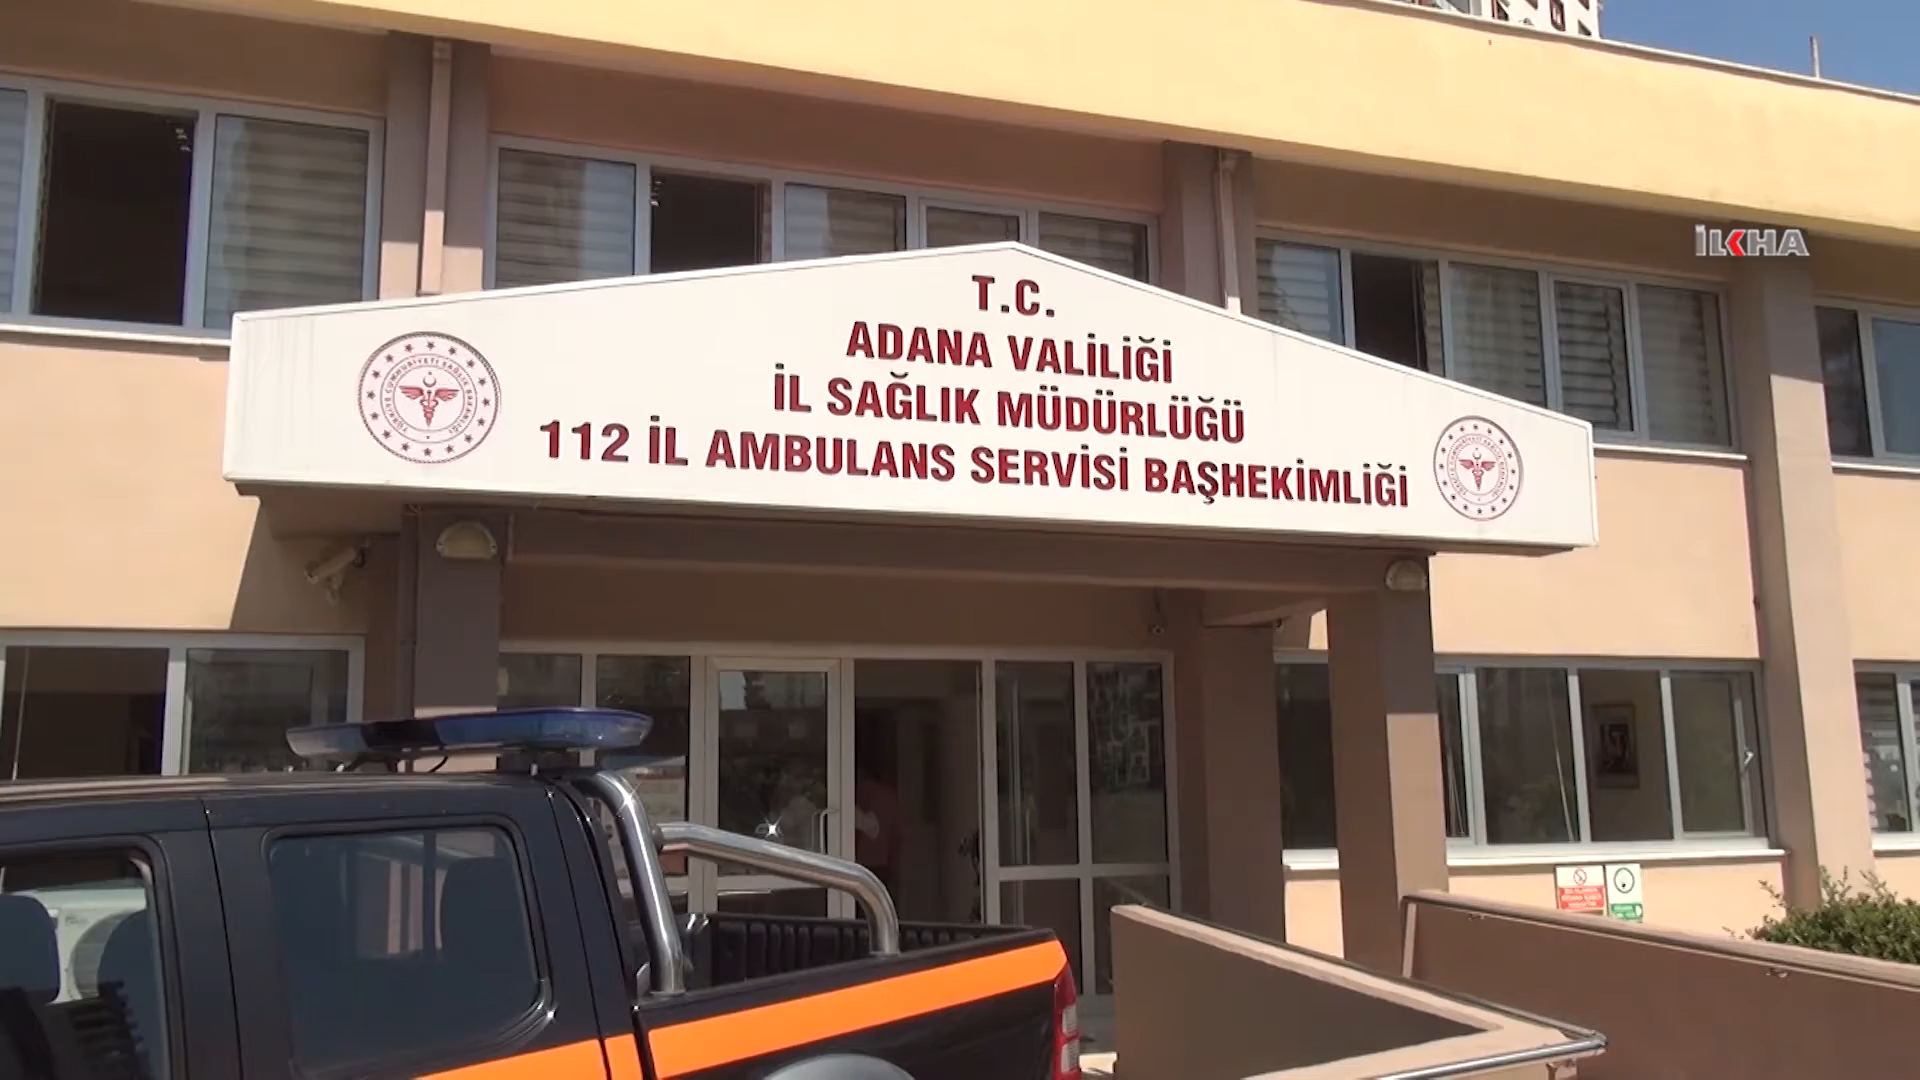 İLKHA
T.C.
ADANA VALİLİĞİ
İL SAĞLIK MÜDÜRLÜĞÜ
112 İL AMBULANS SERVİSİ BAŞHEKİMLİĞİ